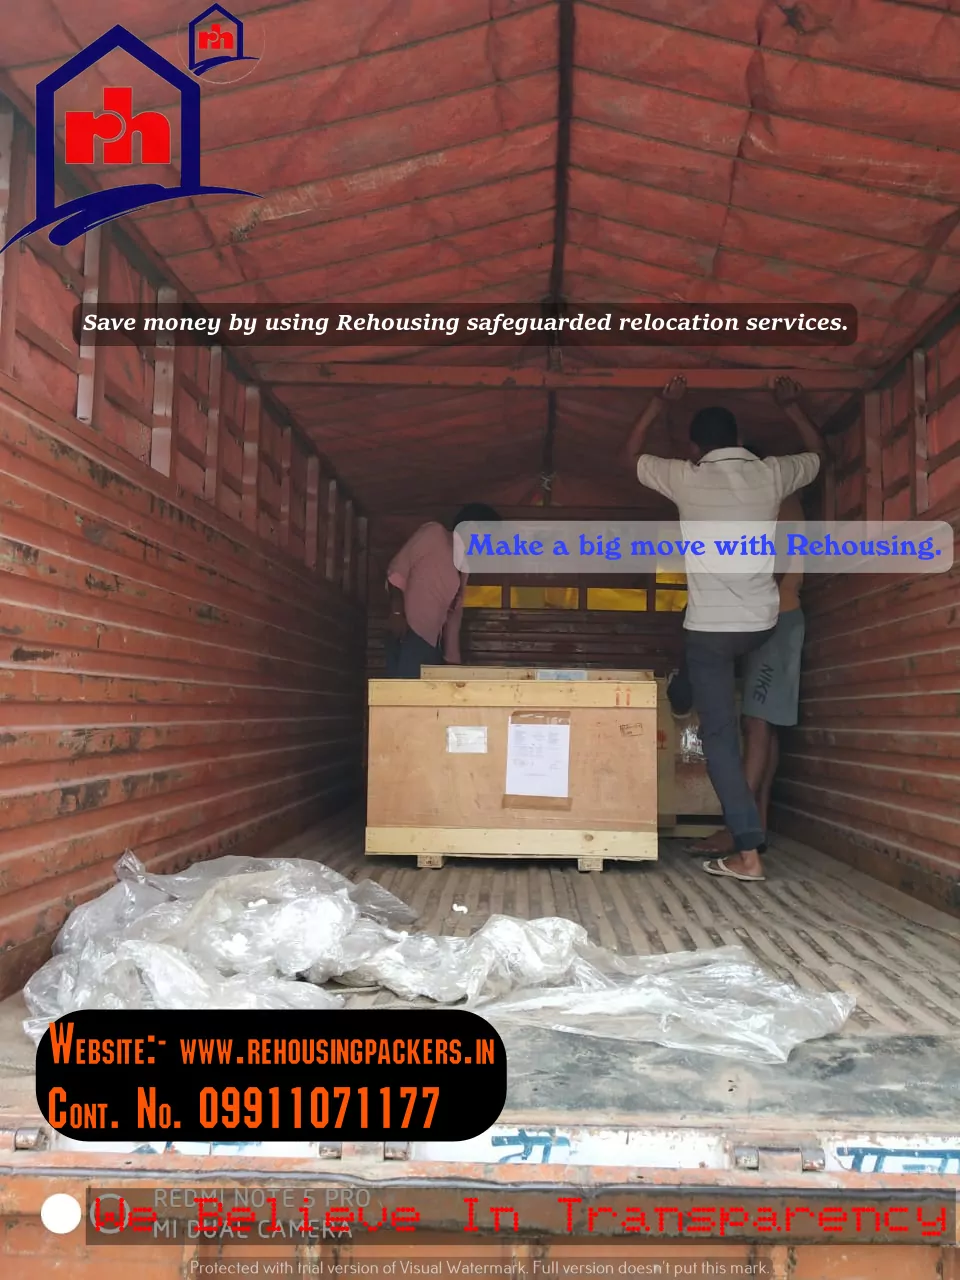 rh
rh
Save money by using Rehousing safeguarded relocation services.
Make a big move with Rehousing.
NIKE
Website:- www.rehousingpackers.in
Cont. No. 09911071177
REDMI NOTE 5 PRO
MI DUAL CAMERA
We Believe In Transparency
Protected with trial version of Visual Watermark. Full version doesn't put this mark.